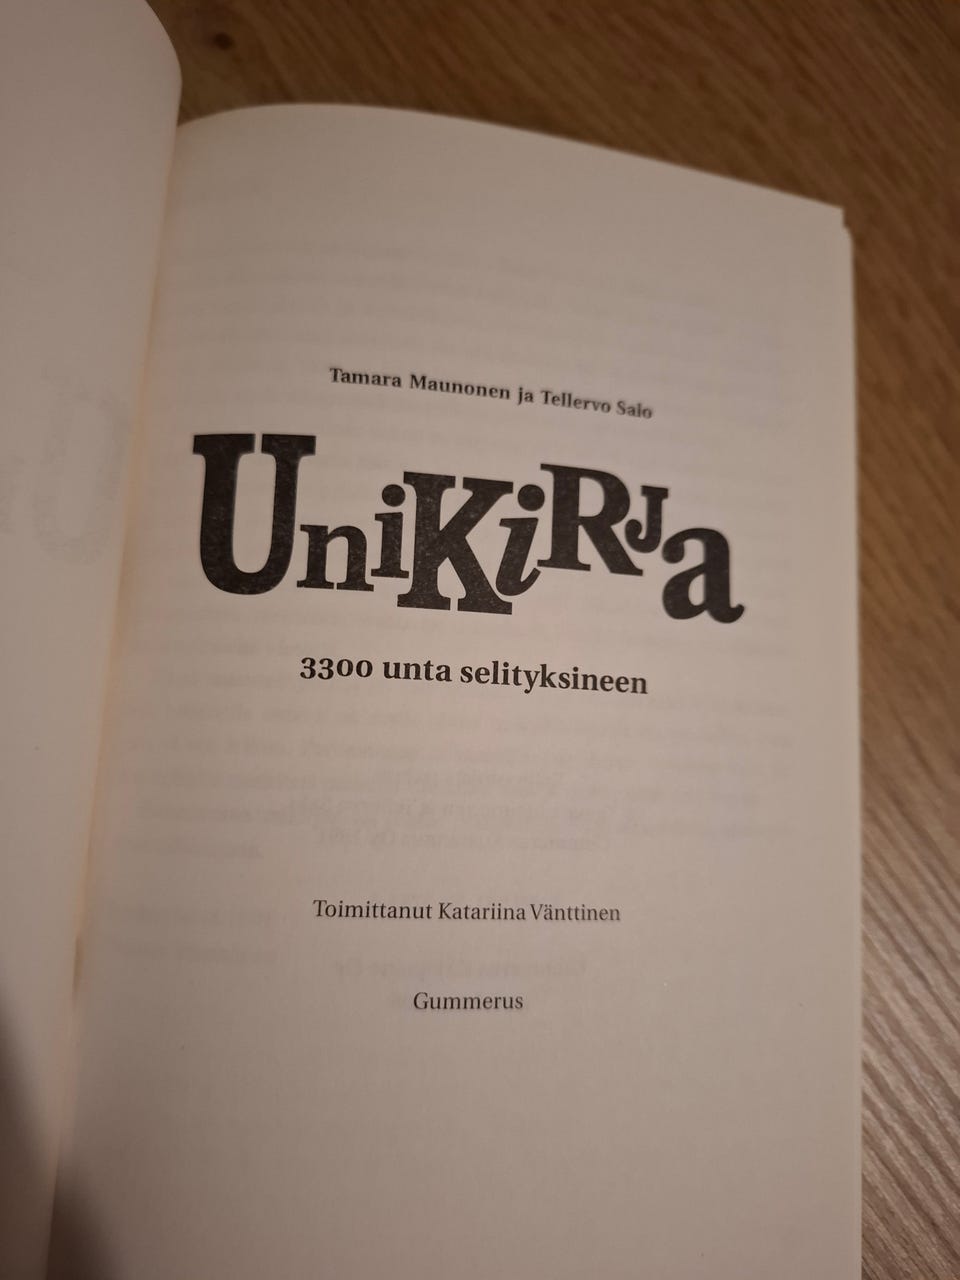 Tamara Maunonen ja Tellervo Salo
UniKiRJa
3300 unta selityksineen
Toimittanut Katariina Vänttinen
Gummerus